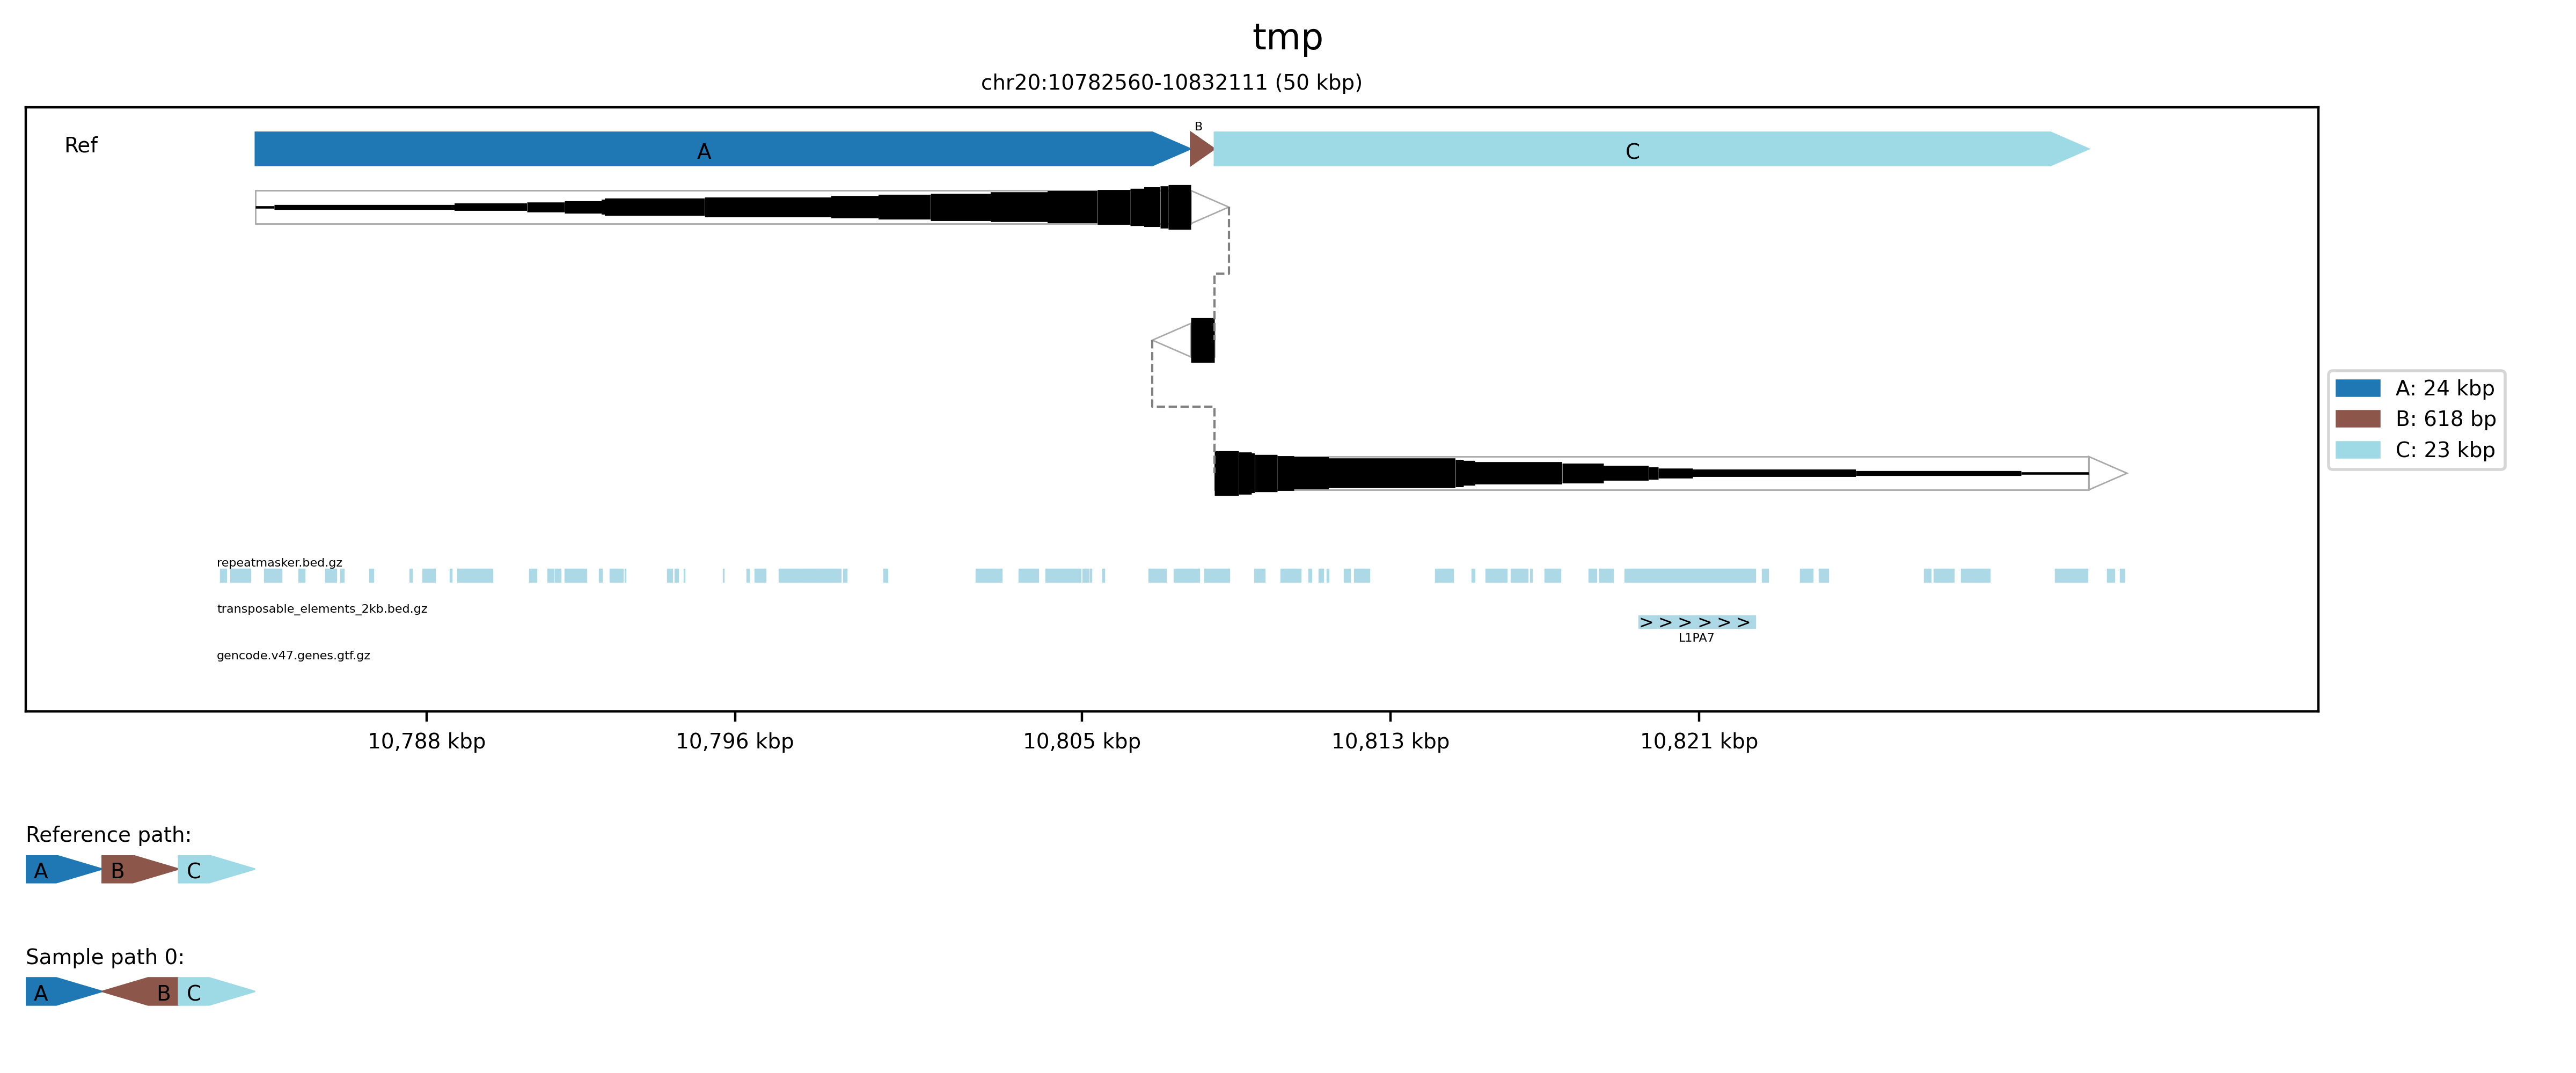 tmp
chr20:10782560-10832111 (50 kbp)
Ref
A
B
C
A: 24 kbp
B: 618 bp
C: 23 kbp
repeatmasker.bed.gz
transposable_elements_2kb.bed.gz
> > > > > >
L1PA7
gencode.v47.genes.gtf.gz
10,788 kbp 10,796 kbp 10,805 kbp 10,813 kbp 10,821 kbp
Reference path:
A B C
Sample path 0:
A B C